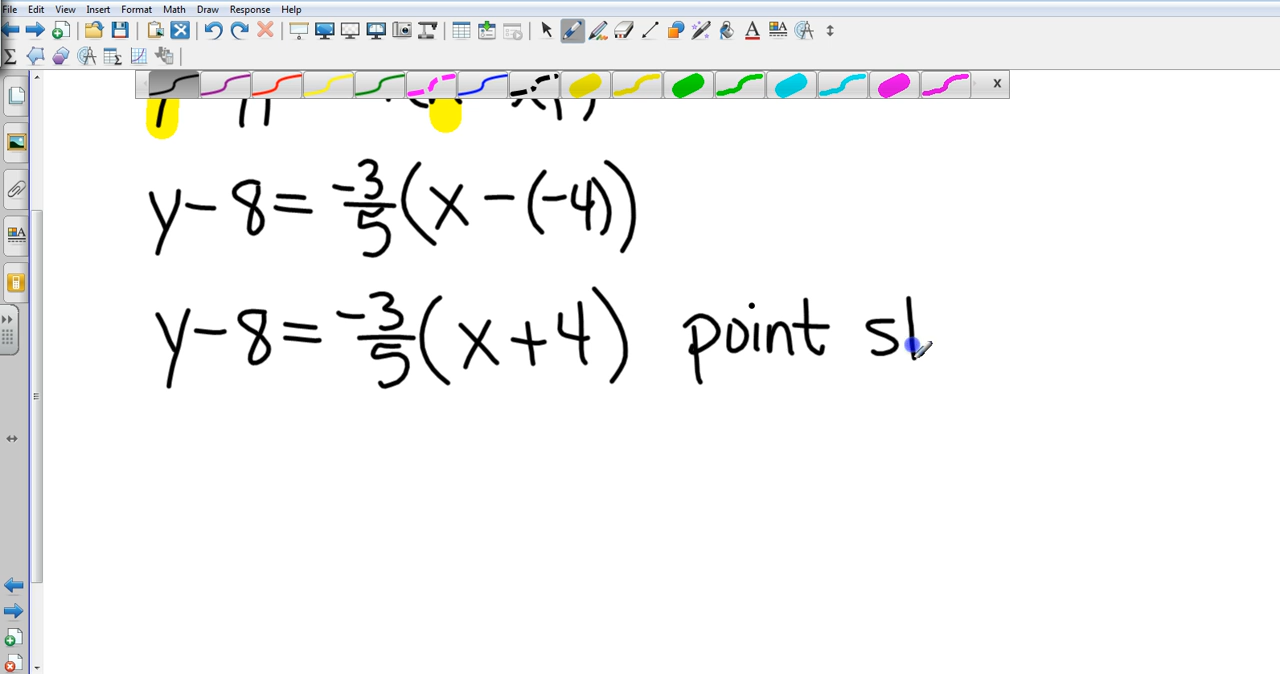 File Edit View Insert Format Math Draw Response Help
y-8= -3/5(x-(-4))
y-8= -3/5(x+4) point sl